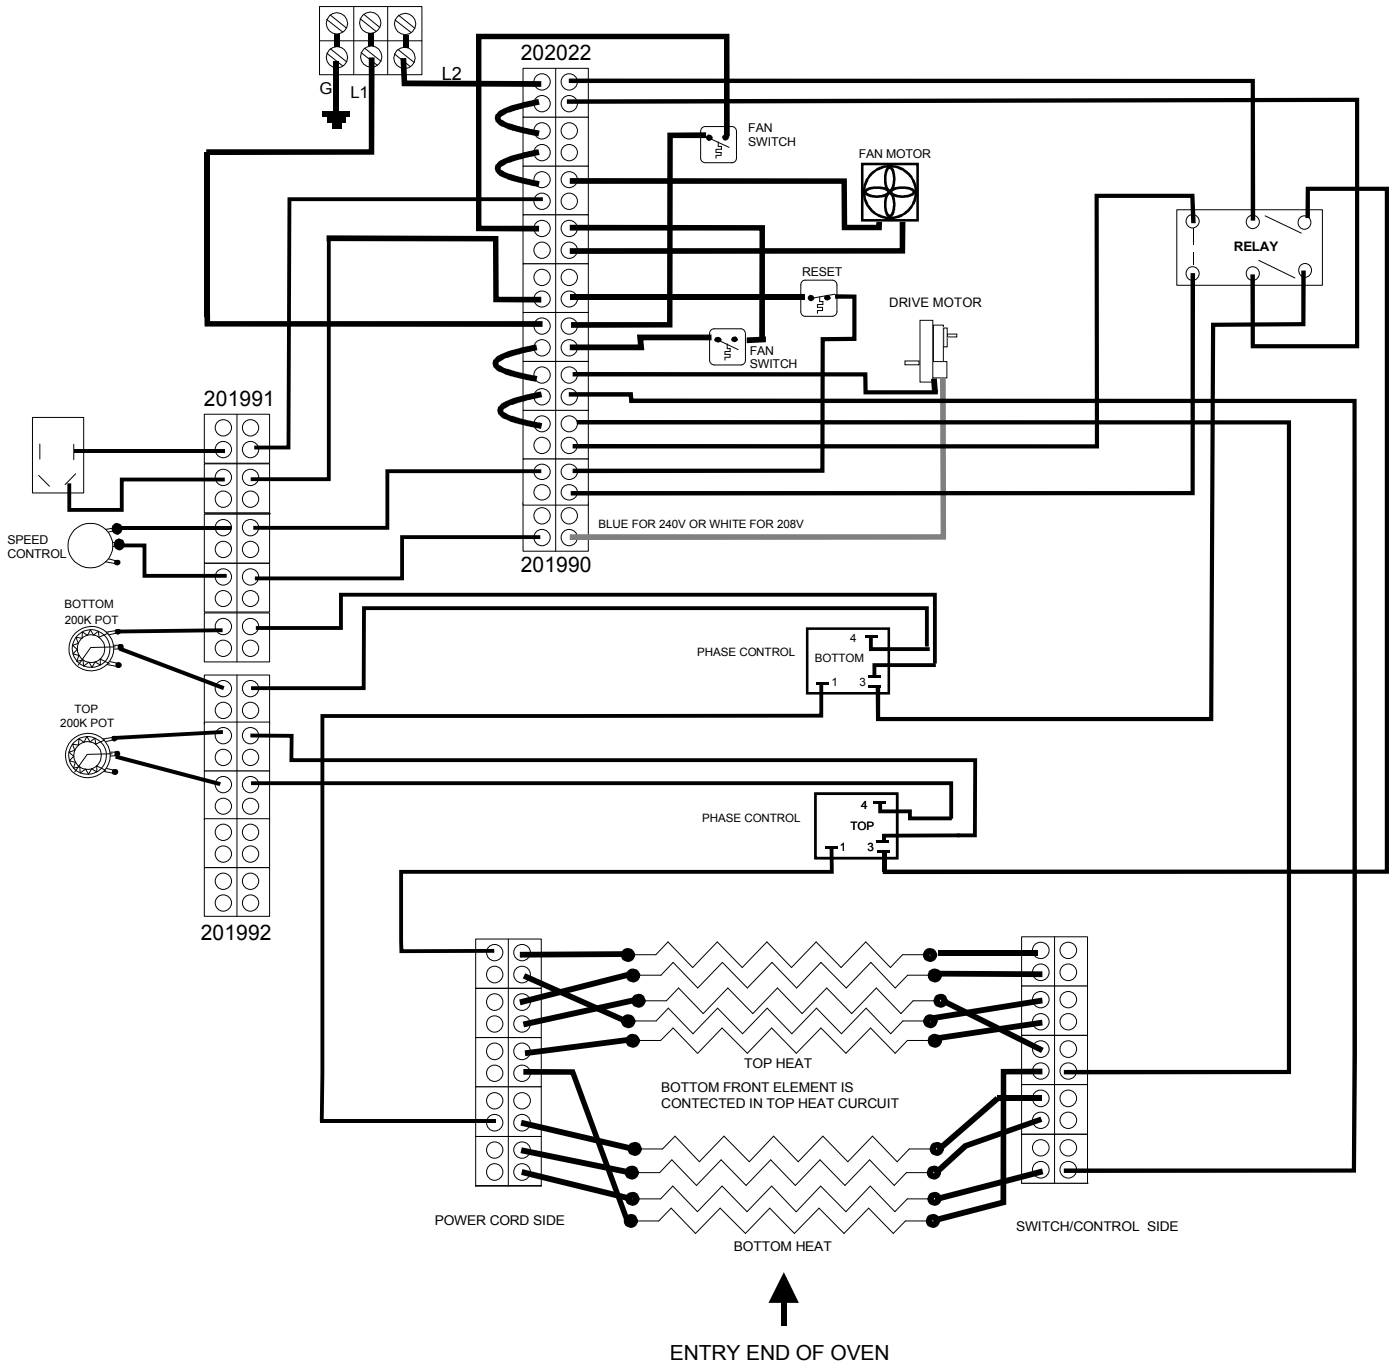 202022
L2
G
L1
FAN
SWITCH
FAN MOTOR
RELAY
RESET
DRIVE MOTOR
FAN
SWITCH
201991
SPEED
CONTROL
BLUE FOR 240V OR WHITE FOR 208V
201990
BOTTOM
200K POT
PHASE CONTROL
4
BOTTOM
1
3
TOP
200K POT
PHASE CONTROL
4
TOP
1
3
201992
TOP HEAT
BOTTOM FRONT ELEMENT IS
CONTECTED IN TOP HEAT CURCUIT
POWER CORD SIDE
SWITCH/CONTROL SIDE
BOTTOM HEAT
ENTRY END OF OVEN